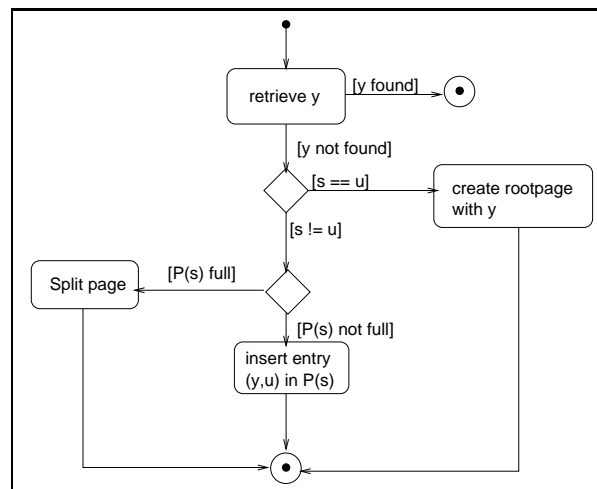 retrieve y
[y found]
[y not found]
[s == u]
create rootpage
with y
[s != u]
[P(s) full]
Split page
[P(s) not full]
insert entry
(y,u) in P(s)